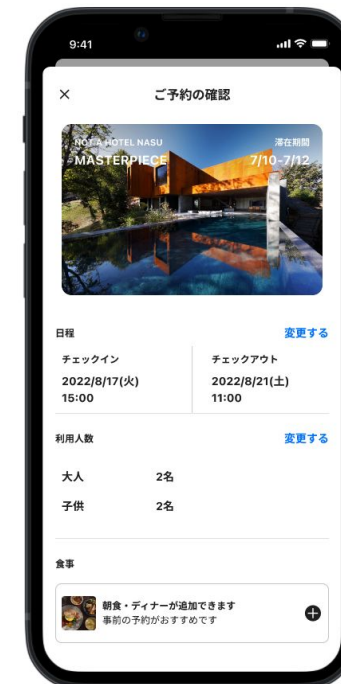 9:41
ご予約の確認
NOT A HOTEL NASU
滞在期間
MASTERPIECE
7/10-7/12
日程
変更する
チェックイン
チェックアウト
2022/8/17(火)
2022/8/21(土)
15:00
11:00
利用人数
変更する
大人
2名
子供
2名
食事
朝食・ディナーが追加できます
事前の予約がおすすめです